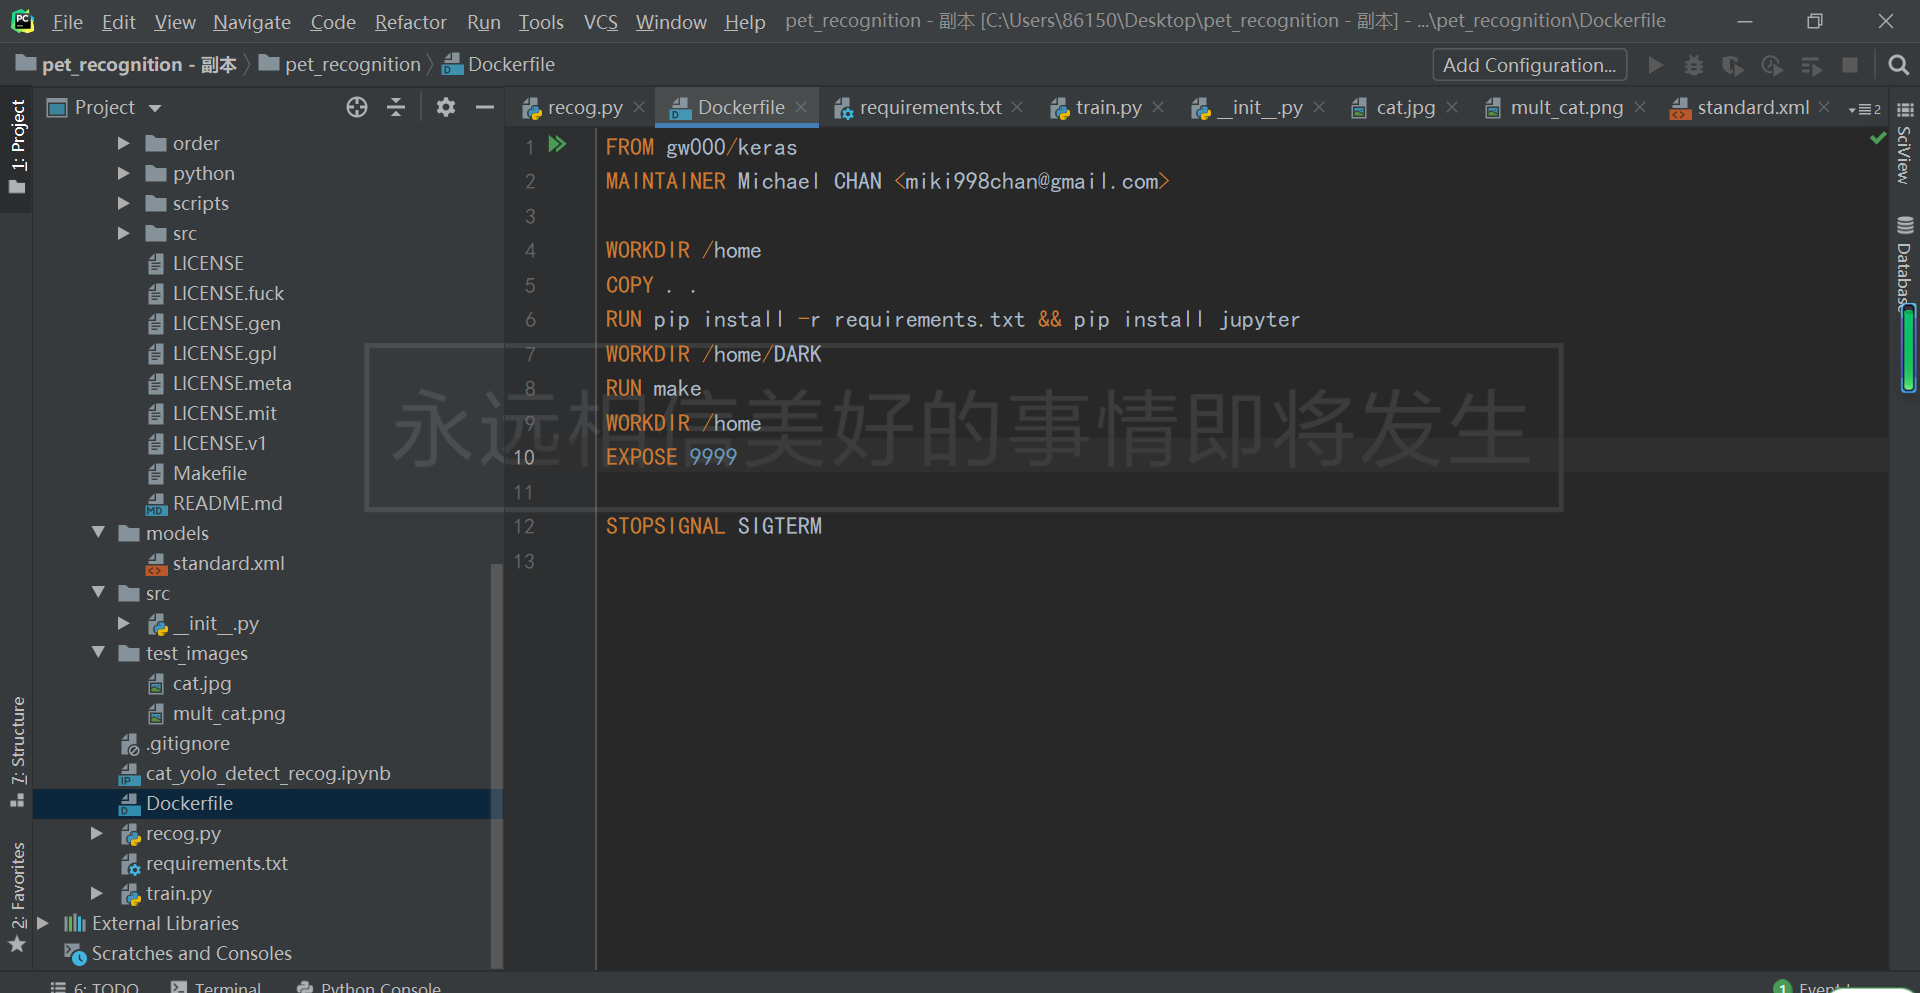 File Edit View Navigate Code Refactor Run Tools VCS Window Help pet_recognition - 副本 [C:\Users\86150\Desktop\pet_recognition - 副本] - ...\pet_recognition\Dockerfile
pet_recognition - 副本 pet_recognition Dockerfile Add Configuration...
Project recog.py Dockerfile requirements.txt train.py __init__.py cat.jpg mult_cat.png standard.xml 2
1: Project
7: Structure
2: Favorites
order
python
scripts
src
LICENSE
LICENSE.fuck
LICENSE.gen
LICENSE.gpl
LICENSE.meta
LICENSE.mit
LICENSE.v1
Makefile
README.md
models
standard.xml
src
__init__.py
test_images
cat.jpg
mult_cat.png
.gitignore
cat_yolo_detect_recog.ipynb
Dockerfile
recog.py
requirements.txt
train.py
External Libraries
Scratches and Consoles
1 FROM gw000/keras
2 MAINTAINER Michael CHAN <miki998chan@gmail.com>
3
4 WORKDIR /home
5 COPY . .
6 RUN pip install -r requirements.txt && pip install jupyter
7 WORKDIR /home/DARK
8 RUN make
9 WORKDIR /home
10 EXPOSE 9999
11
12 STOPSIGNAL SIGTERM
13
永远相信美好的事情即将发生
SciView
Database
6: TODO Terminal Python Console 1